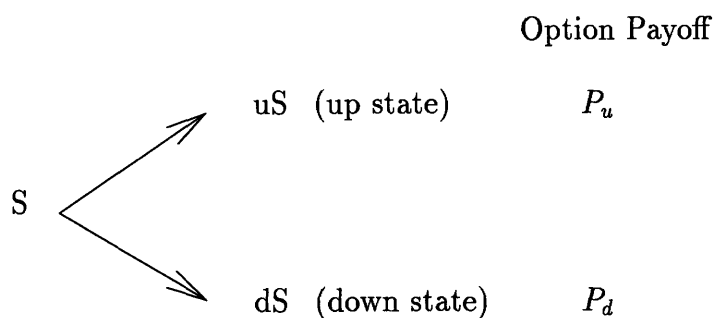 Option Payoff
uS (up state) P_u
S
dS (down state) P_d